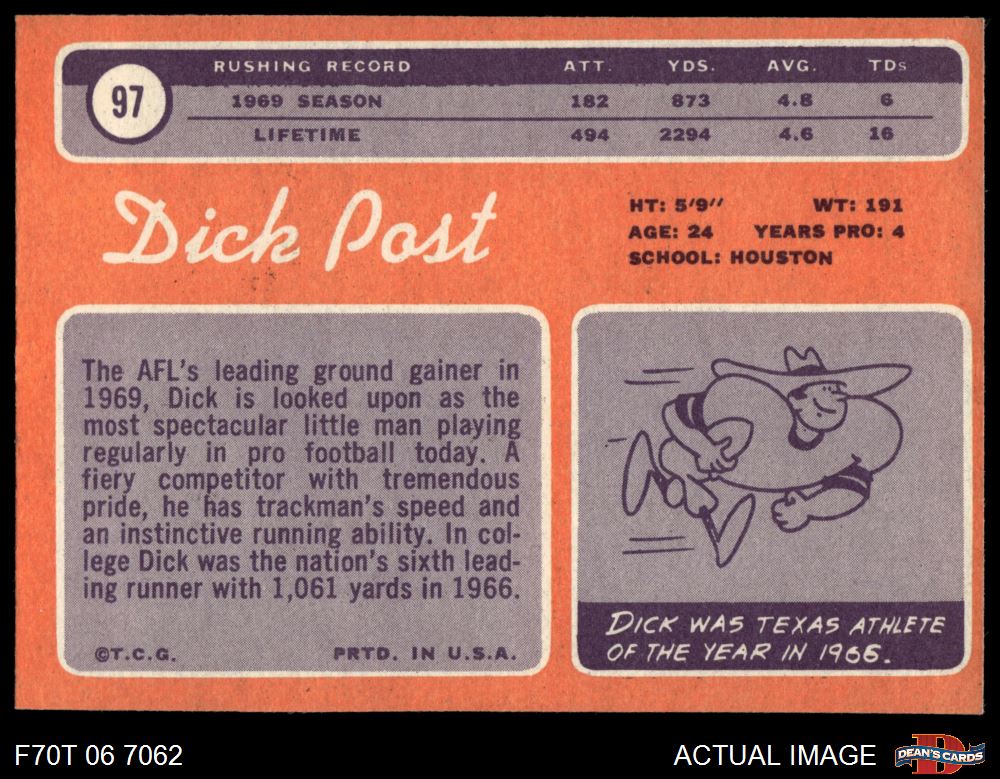 97
RUSHING RECORD ATT. YDS. AVG. TDs
1969 SEASON 182 873 4.8 6
LIFETIME 494 2294 4.6 16
Dick Post
HT: 5'9" WT: 191
AGE: 24 YEARS PRO: 4
SCHOOL: HOUSTON
The AFL's leading ground gainer in
1969, Dick is looked upon as the
most spectacular little man playing
regularly in pro football today. A
fiery competitor with tremendous
pride, he has trackman's speed and
an instinctive running ability. In col-
lege Dick was the nation's sixth lead-
ing runner with 1,061 yards in 1966.
©T.C.G. PRTD. IN U.S.A.
DICK WAS TEXAS ATHLETE
OF THE YEAR IN 1966.
F70T 06 7062
ACTUAL IMAGE
D
DEAN'S CARDS